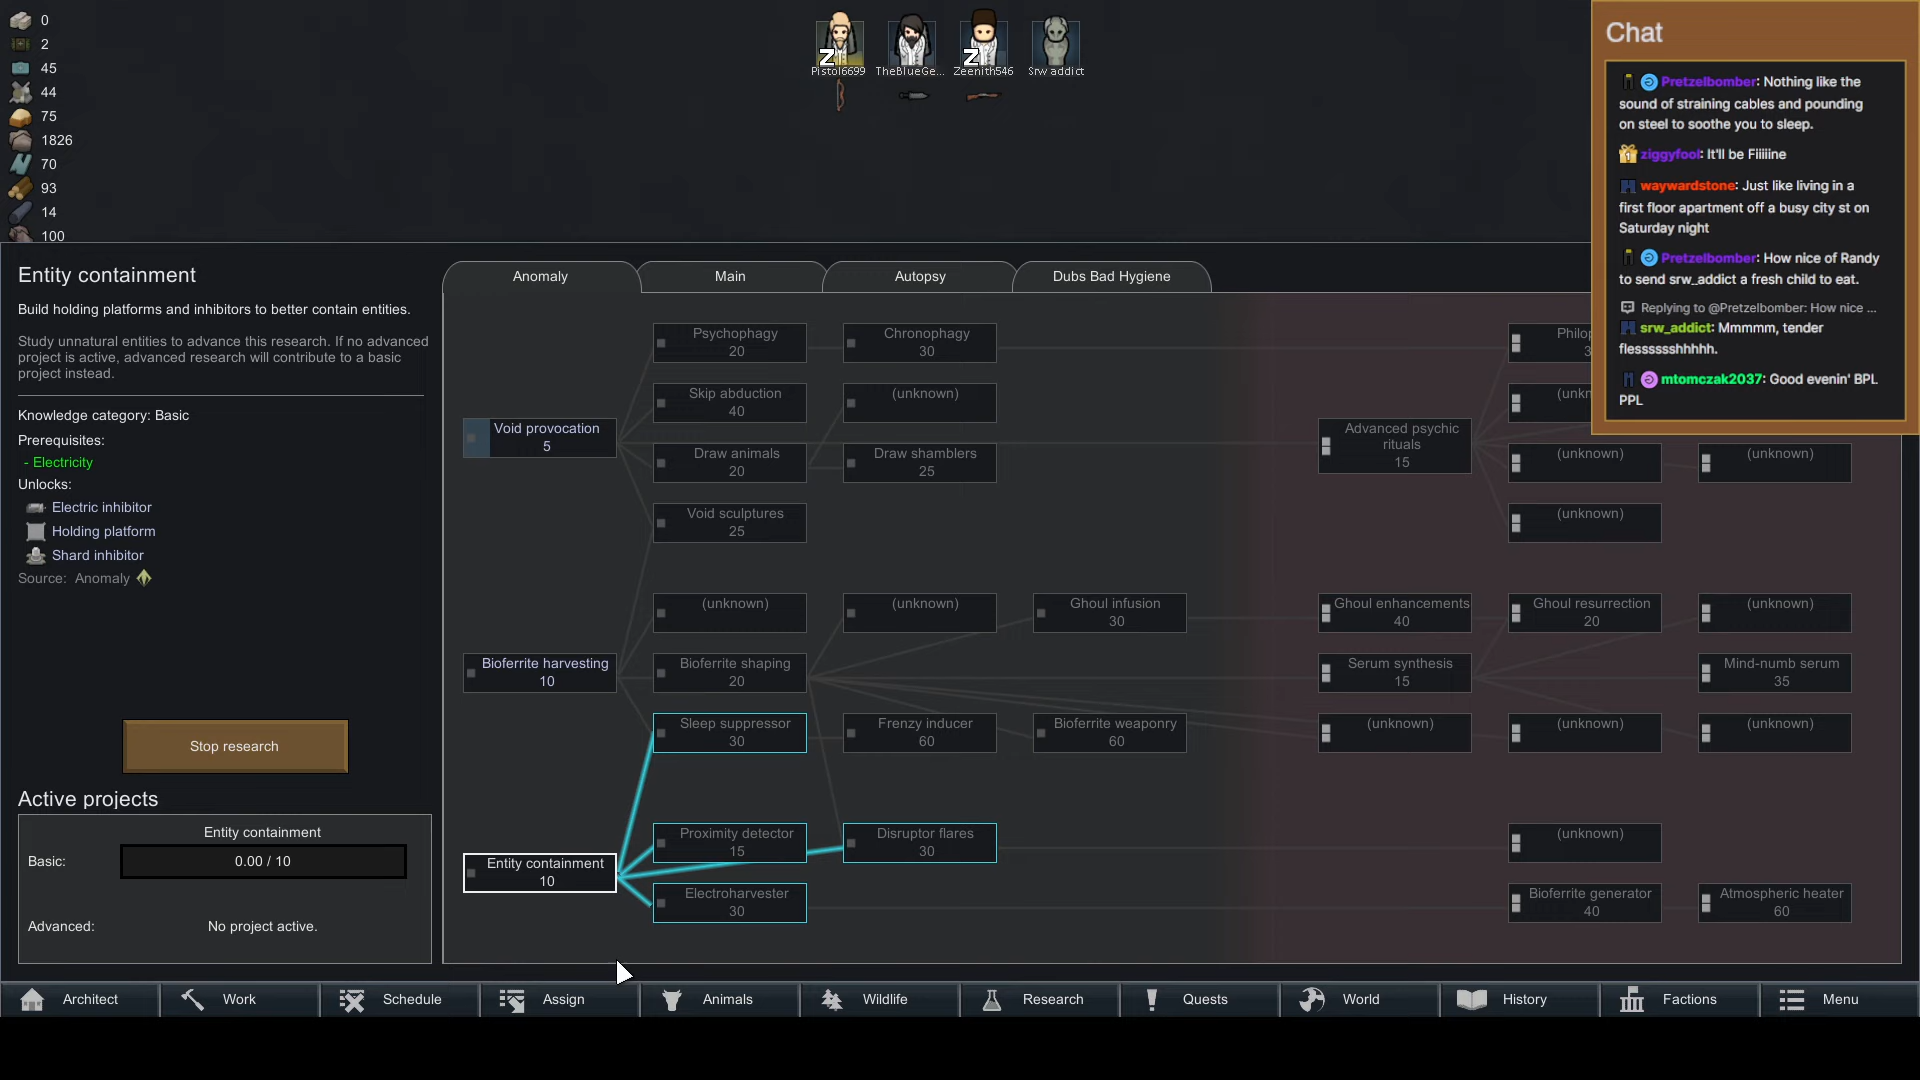 0
2
45
44
75
1826
70
93
14
100
Z
Z
Pistol6699
TheBlueGe...
Zeenith546
Srw addict
Chat
Pretzelbomber: Nothing like the
sound of straining cables and pounding
on steel to soothe you to sleep.
ziggyfool: It'll be Fiiiiine
waywardstone: Just like living in a
first floor apartment off a busy city st on
Saturday night
Pretzelbomber: How nice of Randy
to send srw_addict a fresh child to eat.
Replying to @Pretzelbomber: How nice ...
srw_addict: Mmmmm, tender
flesssssshhhhh.
mtomczak2037: Good evenin' BPL
PPL
Entity containment
Build holding platforms and inhibitors to better contain entities.
Study unnatural entities to advance this research. If no advanced
project is active, advanced research will contribute to a basic
project instead.
Knowledge category: Basic
Prerequisites:
- Electricity
Unlocks:
Electric inhibitor
Holding platform
Shard inhibitor
Source: Anomaly
Stop research
Active projects
Entity containment
Basic:
0.00 / 10
Advanced:
No project active.
Anomaly
Main
Autopsy
Dubs Bad Hygiene
Psychophagy
20
Chronophagy
30
Philop
3
Skip abduction
40
(unknown)
(unkn
Void provocation
5
Draw animals
20
Draw shamblers
25
Advanced psychic
rituals
15
(unknown)
(unknown)
Void sculptures
25
(unknown)
(unknown)
(unknown)
Ghoul infusion
30
Ghoul enhancements
40
Ghoul resurrection
20
(unknown)
Bioferrite harvesting
10
Bioferrite shaping
20
Serum synthesis
15
(unknown)
Mind-numb serum
35
Sleep suppressor
30
Frenzy inducer
60
Bioferrite weaponry
60
(unknown)
(unknown)
(unknown)
Proximity detector
15
Disruptor flares
30
(unknown)
Entity containment
10
Electroharvester
30
Bioferrite generator
40
Atmospheric heater
60
Architect
Work
Schedule
Assign
Animals
Wildlife
Research
Quests
World
History
Factions
Menu